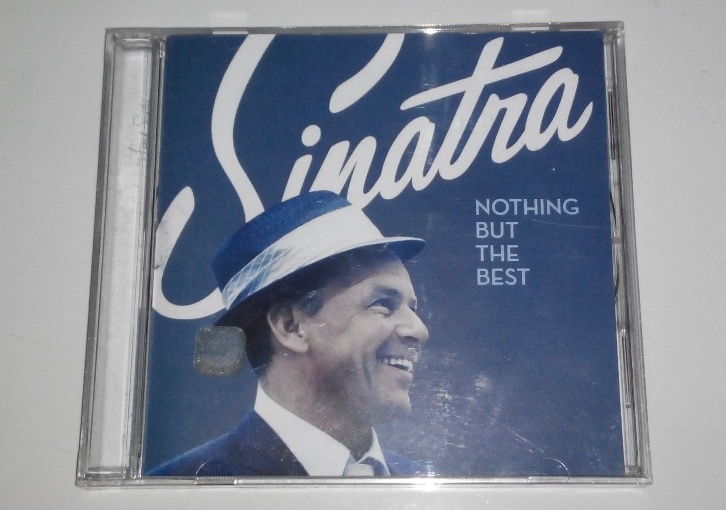 Sinatra
NOTHING
BUT
THE
BEST